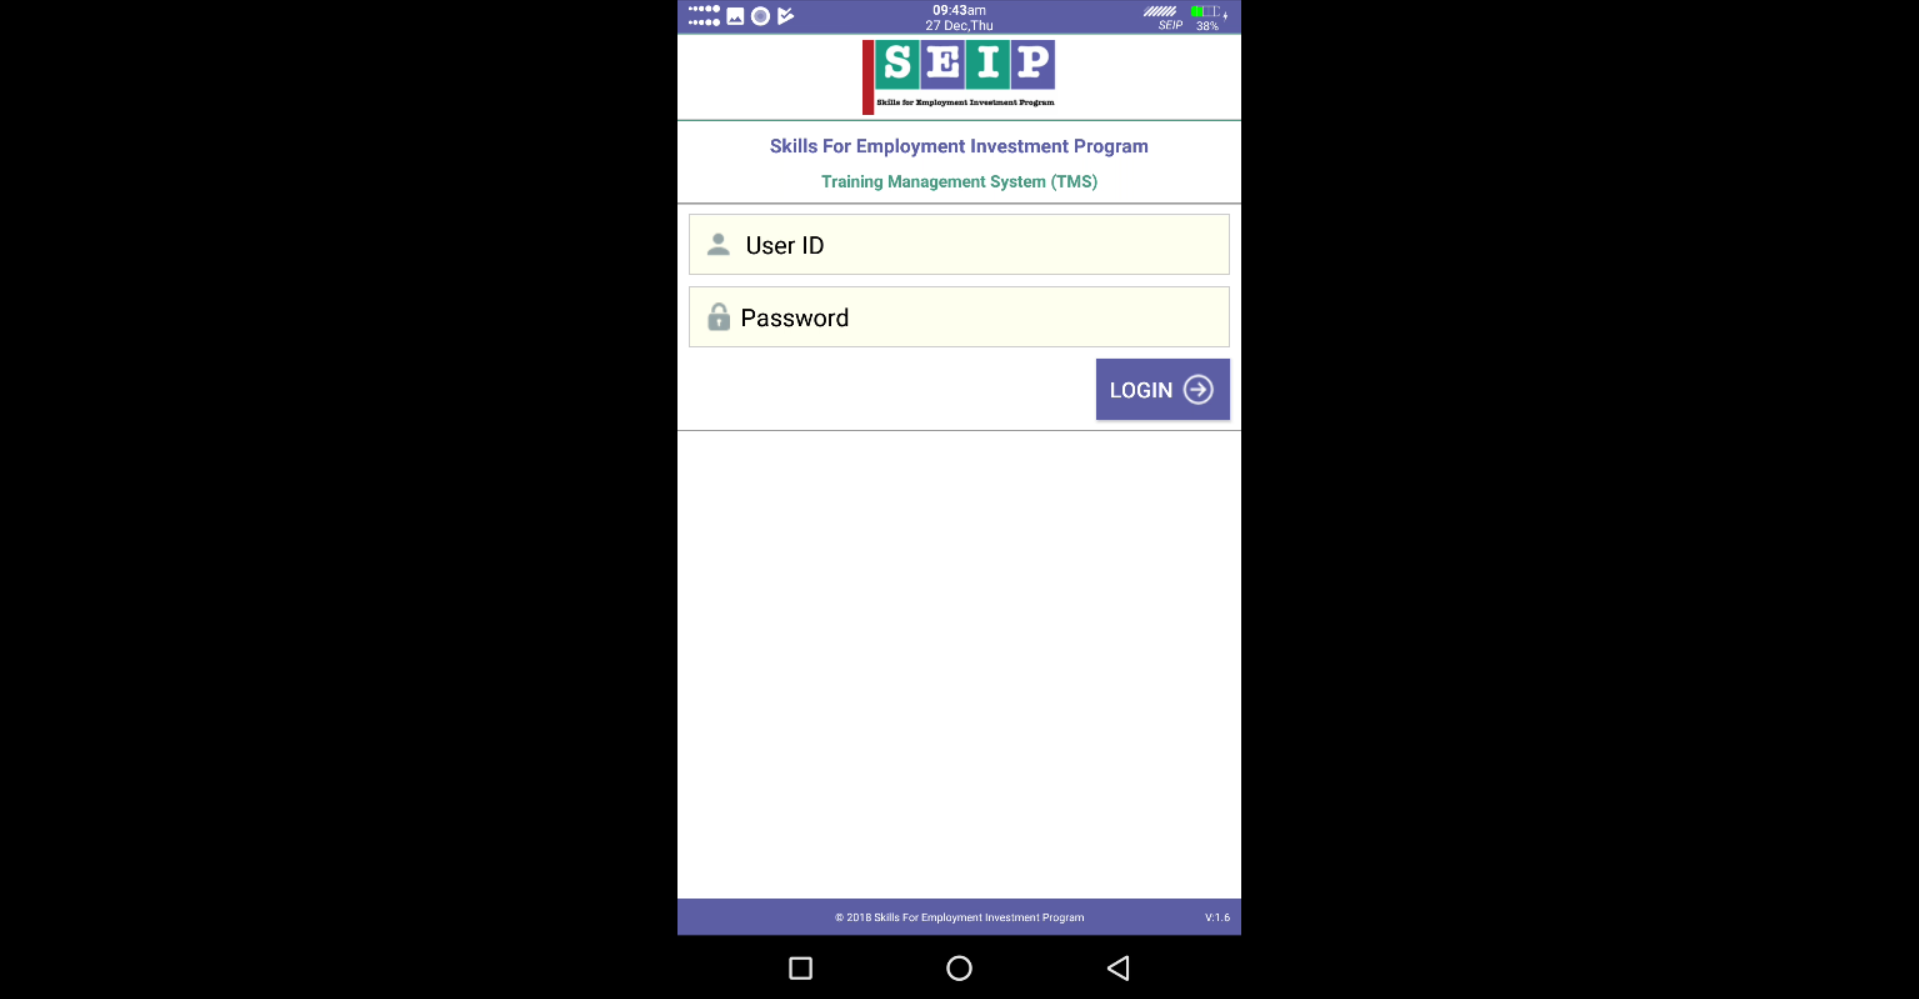 09:43am
27 Dec,Thu
SEIP
38%
SEIP
Skills for Employment Investment Program
Skills For Employment Investment Program
Training Management System (TMS)
User ID
Password
LOGIN
© 2018 Skills For Employment Investment Program
V:1.6